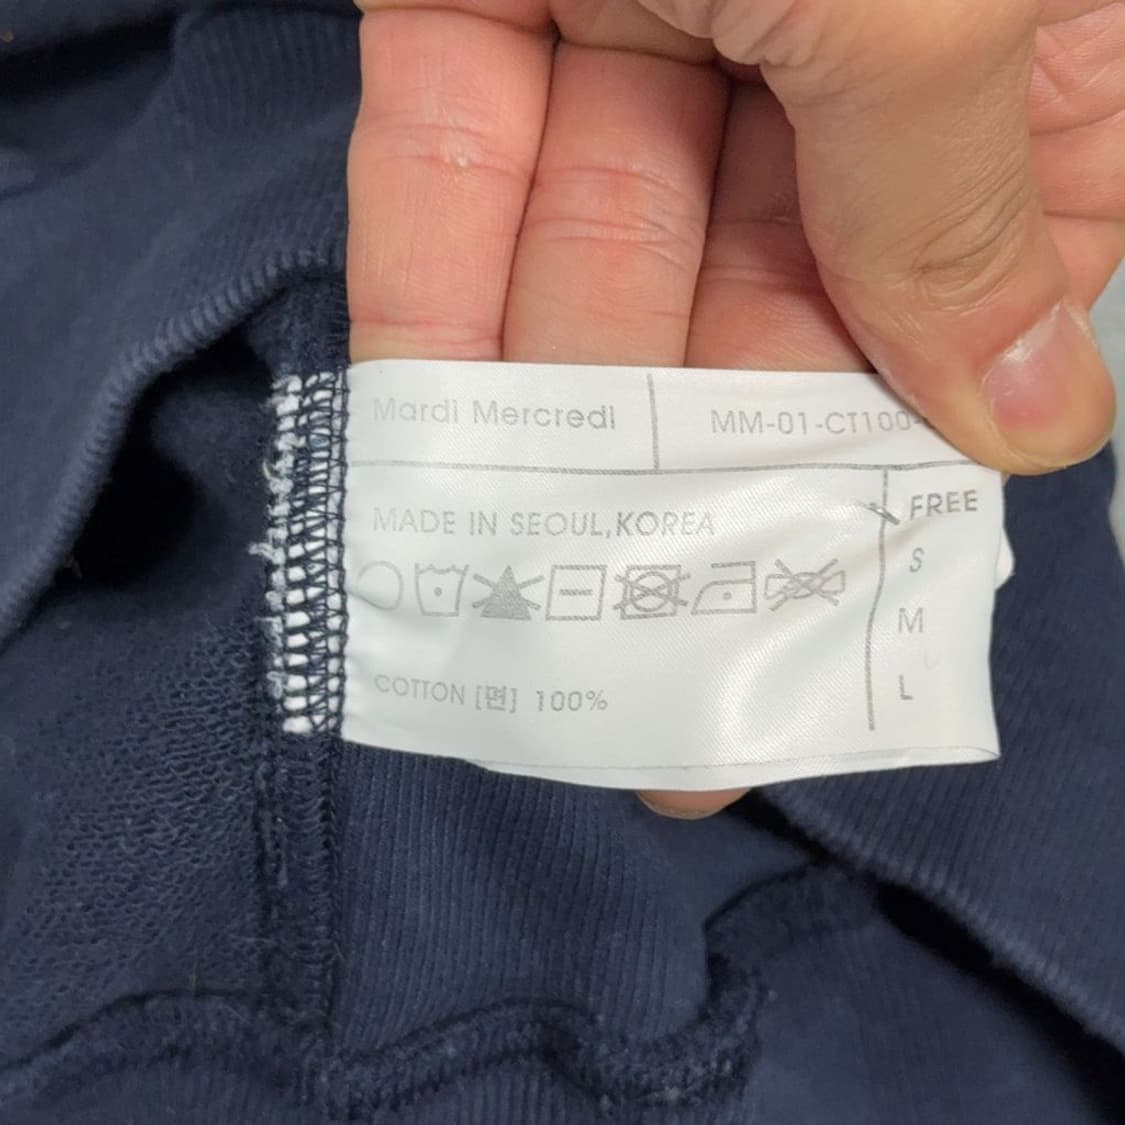 Mardi Mercredi
MM-01-CT100-
MADE IN SEOUL,KOREA
COTTON [면] 100%
FREE
S
M
L